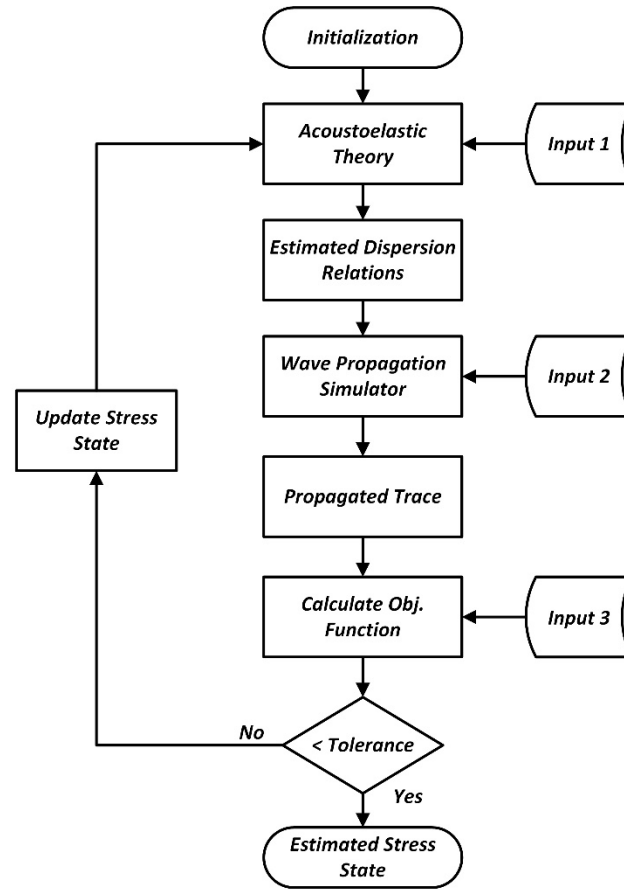 Initialization
Acoustoelastic
Theory
Input 1
Estimated Dispersion
Relations
Wave Propagation
Simulator
Input 2
Update Stress
State
Propagated Trace
Calculate Obj.
Function
Input 3
No
< Tolerance
Yes
Estimated Stress
State